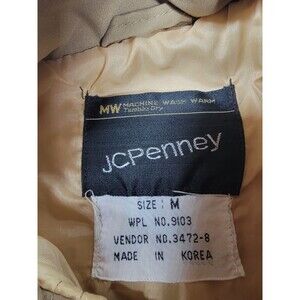 MW MACHINE WASH WARM
Tumble Dry
JCPenney
SIZE: M
WPL NO.9103
VENDOR NO.3472-8
MADE IN KOREA